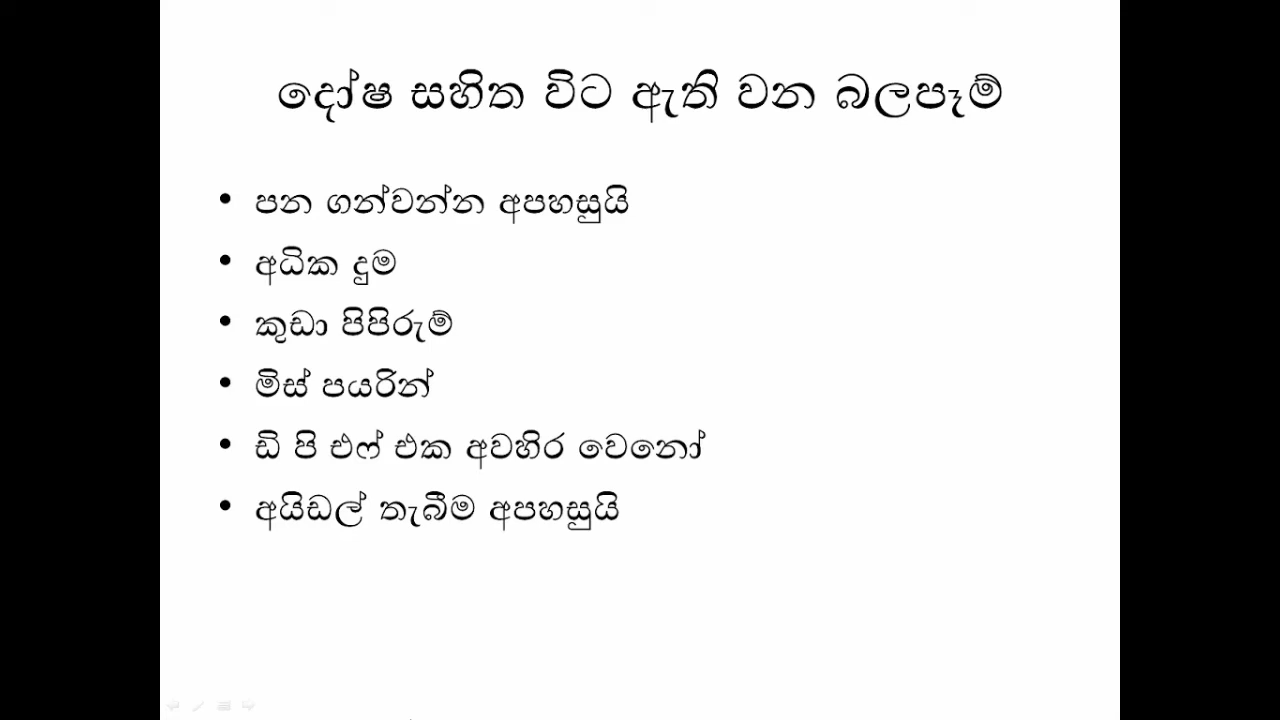 දෝෂ සහිත විට ඇති වන බලපෑම්
• පන ගන්වන්න අපහසුයි
• අධික දුම
• කුඩා පිපිරුම්
• මිස් පයරින්
• ඩි පි එෆ් එක අවහිර වෙනෝ
• අයිඩල් තැබීම අපහසුයි